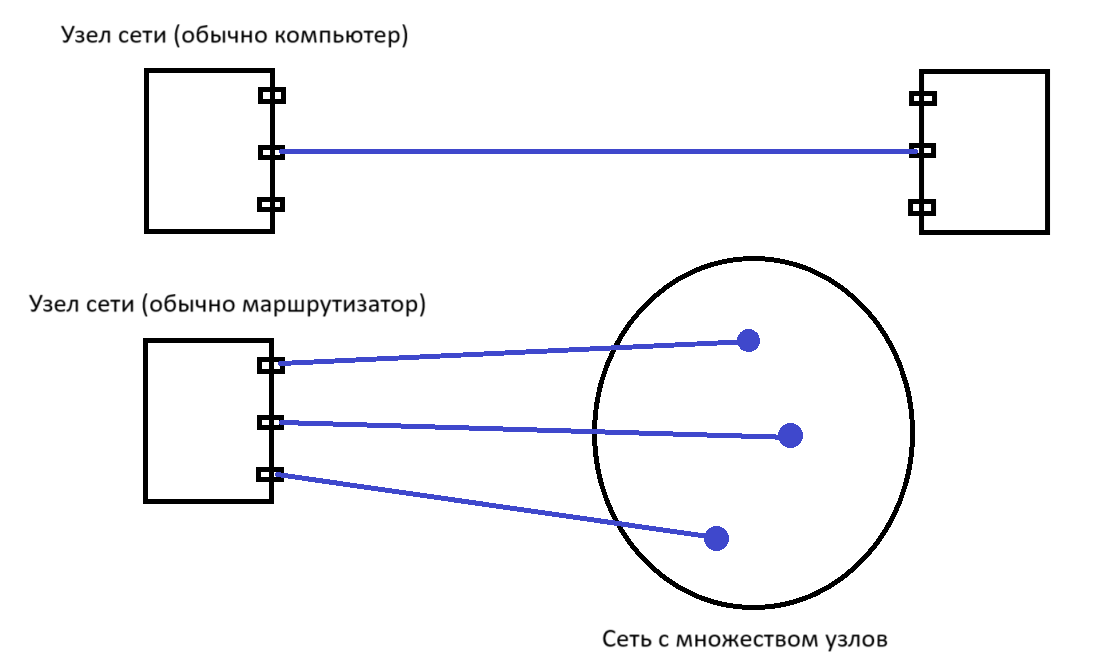 Узел сети (обычно компьютер)
Узел сети (обычно маршрутизатор)
Сеть с множеством узлов